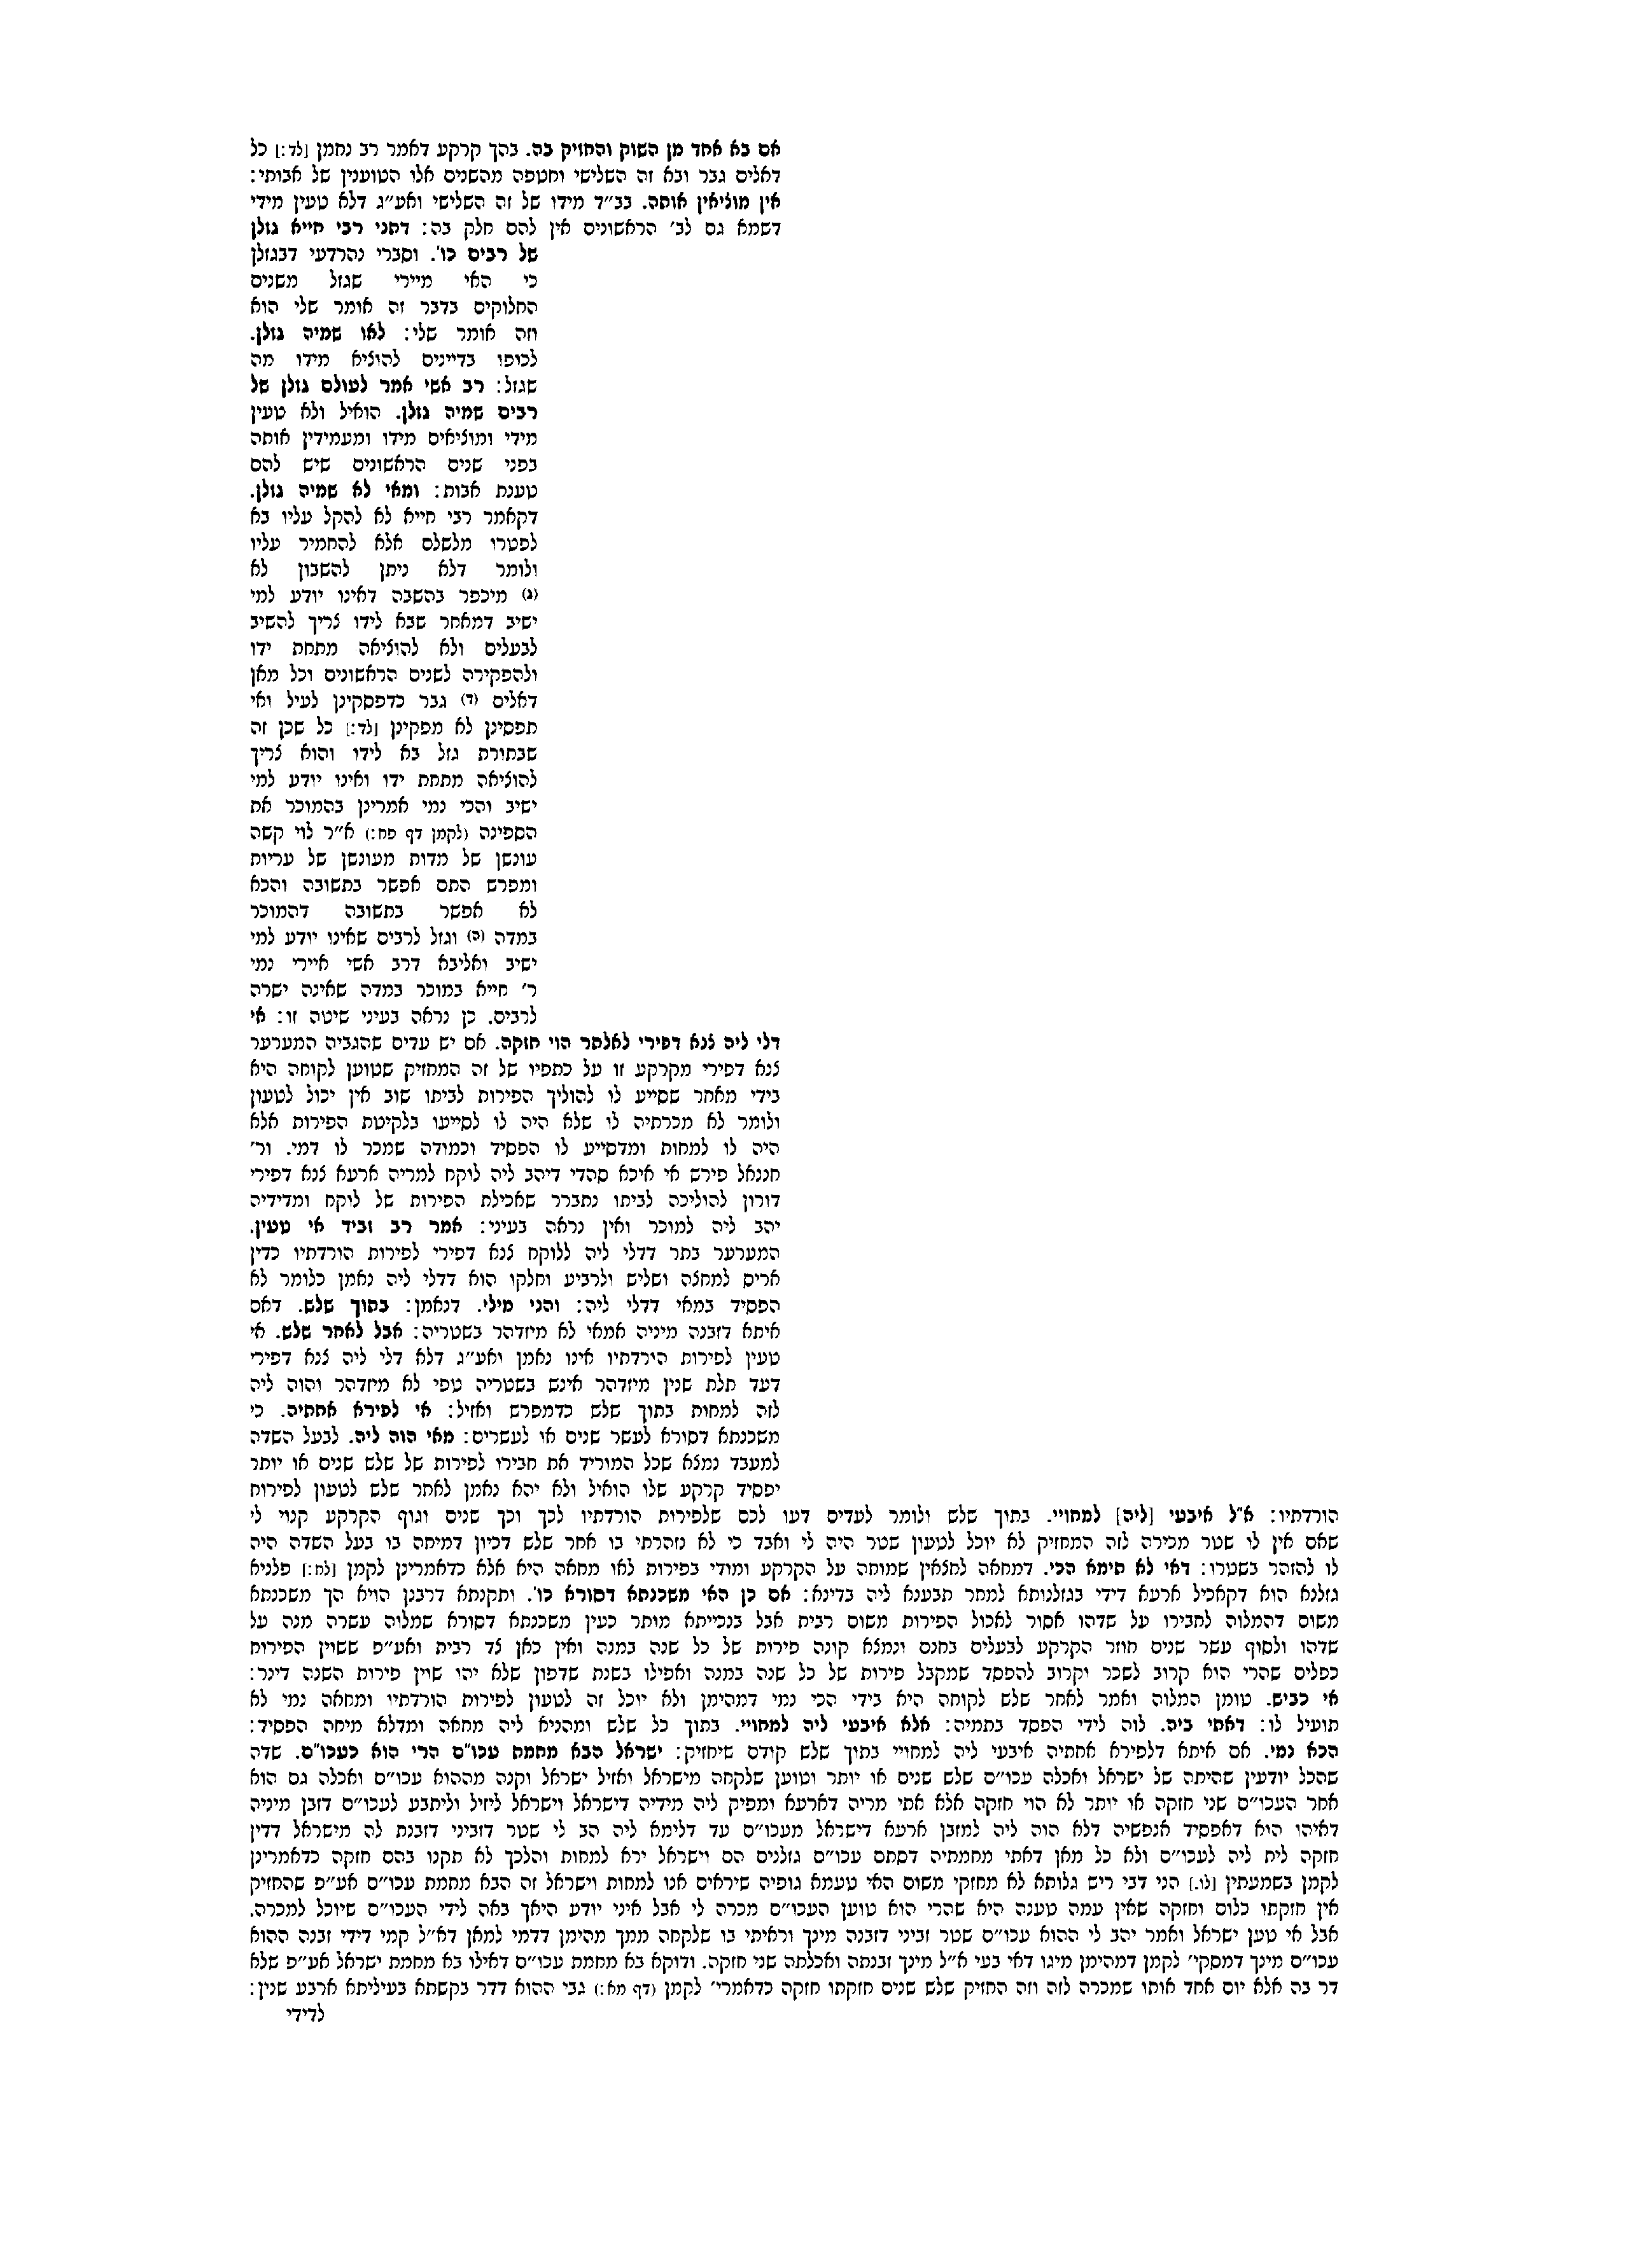 אם בא אחד מן השוק והחזיק בה. בהך קרקע דאמר רב נחמן [לד:] כל
דאלים גבר ובא זה השלישי וחטפה מהשנים אלו הטוענין של אבותי:
אין מוציאין אותה. בב״ד מידו של זה השלישי ואע״ג דלא טעין מידי
דשמא גם לב׳ הראשונים אין להם חלק בה: דתני רבי חייא גזלן
של רבים כו׳. וסברי נהרדעי דבגזלן
כי האי מיירי שגזל משנים
החלוקים בדבר זה אומר שלי הוא
וזה אומר שלי: לאו שמיה גזלן.
לכופו בדיינים להוציא מידו מה
שגזל: רב אשי אמר לעולם גזלן של
רבים שמיה גזלן. הואיל ולא טעין
מידי ומוציאים מידו ומעמידין אותה
בפני שנים הראשונים שיש להם
טענת אבות: ומאי לא שמיה גזלן.
דקאמר רבי חייא לא להקל עליו בא
לפטרו מלשלם אלא להחמיר עליו
ולומר דלא ניתן להשבון לא
(ג) מיכפר בהשבה דאינו יודע למי
ישיב דמאחר שבא לידו צריך להשיב
לבעלים ולא להוציאה מתחת ידו
ולהפקירה לשנים הראשונים וכל מאן
דאלים (ד) גבר כדפסקינן לעיל ואי
תפסינן לא מפקינן [לד:] כל שכן זה
שבתורת גזל בא לידו והוא צריך
להוציאה מתחת ידו ואינו יודע למי
ישיב והכי נמי אמרינן בהמוכר את
הספינה (לקמן דף פח:) א״ר לוי קשה
עונשן של מדות מעונשן של עריות
ומפרש התם אפשר בתשובה והכא
לא אפשר בתשובה דהמוכר
במדה (ה) וגזל לרבים שאינו יודע למי
ישיב ואליבא דרב אשי איירי נמי
ר׳ חייא במוכר במדה שאינה ישרה
לרבים. כן נראה בעיני שיטה זו: אי
דלי ליה צנא דפירי לאלתר הוי חזקה. אם יש עדים שהגביה המערער
צנא דפירי מקרקע זו על כתפיו של זה המחזיק שטוען לקוחה היא
בידי מאחר שסייע לו להוליך הפירות לביתו שוב אין יכול לטעון
ולומר לא מכרתיה לו שלא היה לו לסייעו בלקיטת הפירות אלא
היה לו למחות ומדסייע לו הפסיד וכמודה שמכר לו דמי. ור׳
חננאל פירש אי איכא סהדי דיהב ליה לוקח למריה ארעא צנא דפירי
דורון להוליכה לביתו נתברר שאכילת הפירות של לוקח ומדידיה
יהב ליה למוכר ואין נראה בעיני: אמר רב זביד אי טעין.
המערער בתר דדלי ליה ללוקח צנא דפירי לפירות הורדתיו כדין
אריס למחצה ושליש ולרביע וחלקו הוא דדלי ליה נאמן כלומר לא
הפסיד במאי דדלי ליה: והני מילי. דנאמן: בתוך שלש. דאם
איתא דזבנה מיניה אמאי לא מיזדהר בשטריה: אבל לאחר שלש. אי
טעין לפירות הורדתיו אינו נאמן ואע״ג דלא דלי ליה צנא דפירי
דעד תלת שנין מיזדהר אינש בשטריה טפי לא מיזדהר והוה ליה
לזה למחות בתוך שלש כדמפרש ואזיל: אי לפירא אחתיה. כי
משכנתא דסורא לעשר שנים או לעשרים: מאי הוה ליה. לבעל השדה
למעבד נמצא שכל המוריד את חבירו לפירות של שלש שנים או יותר
יפסיד קרקע שלו הואיל ולא יהא נאמן לאחר שלש לטעון לפירות
הורדתיו: א״ל איבעי [ליה] למחויי. בתוך שלש ולומר לעדים דעו לכם שלפירות הורדתיו לכך וכך שנים וגוף הקרקע קנוי לי
שאם אין לו שטר מכירה לזה המחזיק לא יוכל לטעון שטר היה לי ואבד כי לא נזהרתי בו אחר שלש דכיון דמיחה בו בעל השדה היה
לו להזהר בשטרו: דאי לא תימא הכי. דמחאה לחצאין שמוחה על הקרקע ומודי בפירות לאו מחאה היא אלא כדאמרינן לקמן [לח:] פלניא
גזלנא הוא דקאכיל ארעא דידי בגזלנותא למחר תבענא ליה בדינא: אם כן האי משכנתא דסורא כו׳. ותקנתא דרבנן הויא הך משכנתא
משום דהמלוה לחבירו על שדהו אסור לאכול הפירות משום רבית אבל בנכייתא מותר כעין משכנתא דסורא שמלוה עשרה מנה על
שדהו ולסוף עשר שנים חוזר הקרקע לבעלים בחנם ונמצא קונה פירות של כל שנה במנה ואין כאן צד רבית ואע״פ ששוין הפירות
כפלים שהרי הוא קרוב לשכר וקרוב להפסד שמקבל פירות של כל שנה במנה ואפילו בשנת שדפון שלא יהו שוין פירות השנה דינר:
אי כביש. טומן המלוה ואמר לאחר שלש לקוחה היא בידי הכי נמי דמהימן ולא יוכל זה לטעון לפירות הורדתיו ומחאה נמי לא
תועיל לו: דאתי ביה. לוה לידי הפסד בתמיה: אלא איבעי ליה למחויי. בתוך כל שלש ומהניא ליה מחאה ומדלא מיחה הפסיד:
הכא נמי. אם איתא דלפירא אחתיה איבעי ליה למחויי בתוך שלש קודם שיחזיק: ישראל הבא מחמת עכו״ם הרי הוא כעכו״ם. שדה
שהכל יודעין שהיתה של ישראל ואכלה עכו״ם שלש שנים או יותר וטוען שלקחה מישראל ואזיל ישראל וקנה מההוא עכו״ם ואכלה גם הוא
אחר העכו״ם שני חזקה או יותר לא הוי חזקה אלא אתי מריה דארעא ומפיק ליה מידיה דישראל וישראל ליזיל וליתבע לעכו״ם דזבן מיניה
דאיהו הוא דאפסיד אנפשיה דלא הוה ליה למזבן ארעא דישראל מעכו״ם עד דלימא ליה הב לי שטר דזביני דזבנת לה מישראל דדין
חזקה לית ליה לעכו״ם ולא כל מאן דאתי מחמתיה דסתם עכו״ם גזלנים הם וישראל ירא למחות והלכך לא תקנו בהם חזקה כדאמרינן
לקמן בשמעתין [לו.] הני דבי ריש גלותא לא מחזקי משום האי טעמא גופיה שיראים אנו למחות וישראל זה הבא מחמת עכו״ם אע״פ שהחזיק
אין חזקתו כלום וחזקה שאין עמה טענה היא שהרי הוא טוען העכו״ם מכרה לי אבל איני יודע היאך באה לידי העכו״ם שיוכל למכרה.
אבל אי טען ישראל ואמר יהב לי ההוא עכו״ם שטר זביני דזבנה מינך וראיתי בו שלקחה ממך מהימן דדמי למאן דא״ל קמי דידי זבנה ההוא
עכו״ם מינך דמסקי׳ לקמן דמהימן מיגו דאי בעי א״ל מינך זבנתה ואכלתה שני חזקה. ודוקא בא מחמת עכו״ם דאילו בא מחמת ישראל אע״פ שלא
דר בה אלא יום אחד אותו שמכרה לזה וזה החזיק שלש שנים חזקתו חזקה כדאמרי׳ לקמן (דף מא:) גבי ההוא דדר בקשתא בעיליתא ארבע שנין:
לדידי